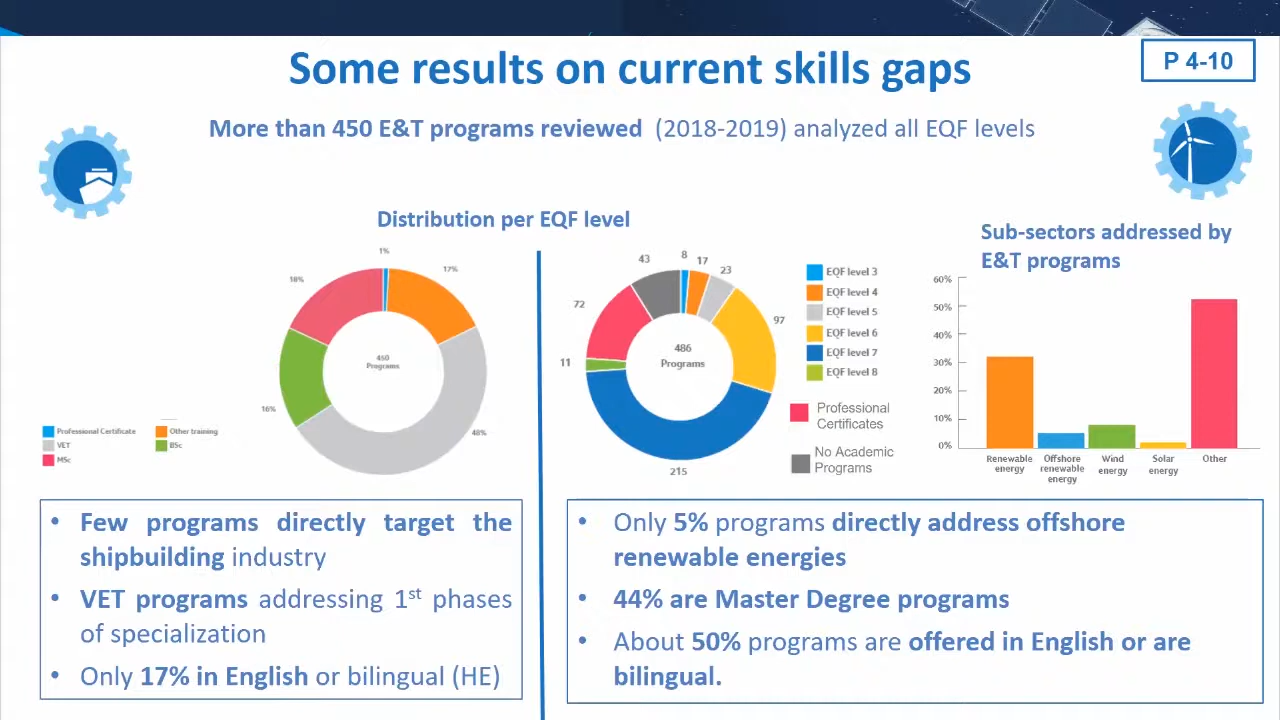 Some results on current skills gaps
P 4-10
More than 450 E&T programs reviewed (2018-2019) analyzed all EQF levels
Distribution per EQF level
1%
17%
48%
16%
18%
450
Programs
Professional Certificate
Other training
VET
BSc
MSc
43
8
17
23
97
215
11
72
486
Programs
EQF level 3
EQF level 4
EQF level 5
EQF level 6
EQF level 7
EQF level 8
Professional
Certificates
No Academic
Programs
Sub-sectors addressed by
E&T programs
60%
50%
40%
30%
20%
10%
0%
Renewable
energy
Offshore
renewable
energy
Wind
energy
Solar
energy
Other
• Few programs directly target the
shipbuilding industry
• VET programs addressing 1st phases
of specialization
• Only 17% in English or bilingual (HE)
• Only 5% programs directly address offshore
renewable energies
• 44% are Master Degree programs
• About 50% programs are offered in English or are
bilingual.